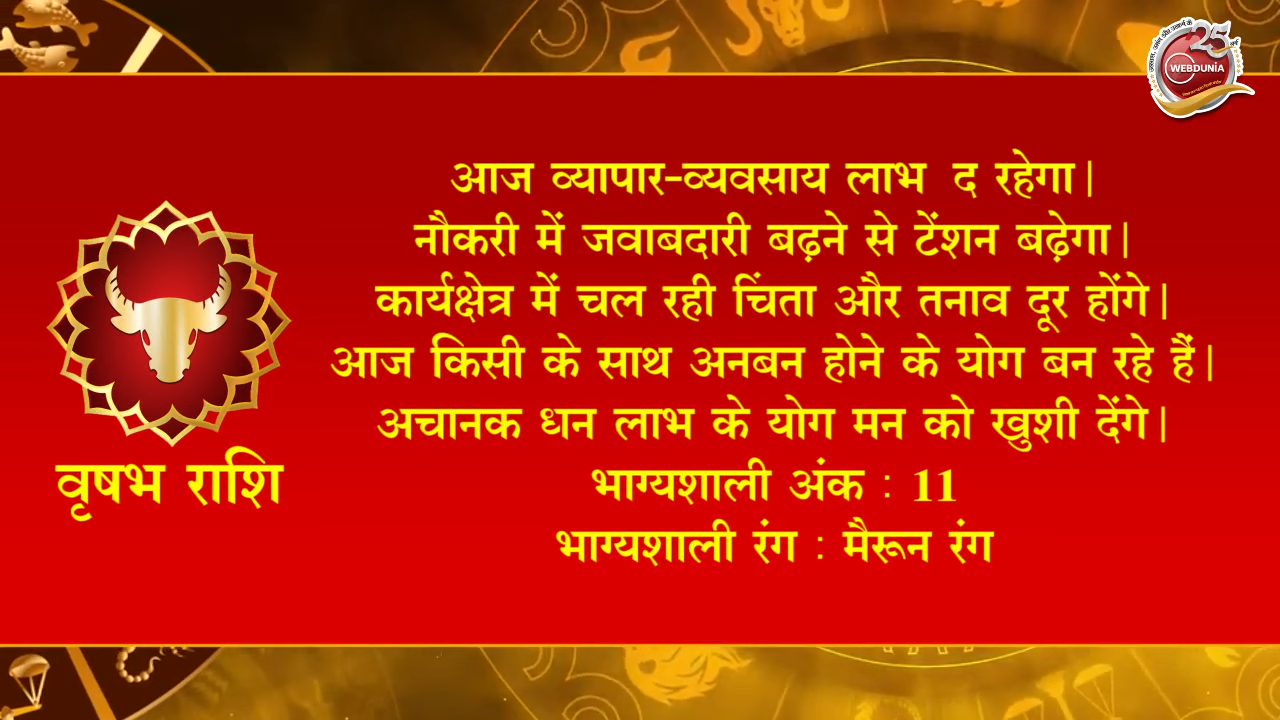 WEBDUNIA
25
आज व्यापार-व्यवसाय लाभ द रहेगा|
नौकरी में जवाबदारी बढ़ने से टेंशन बढ़ेगा|
कार्यक्षेत्र में चल रही चिंता और तनाव दूर होंगे|
आज किसी के साथ अनबन होने के योग बन रहे हैं|
अचानक धन लाभ के योग मन को खुशी देंगे|
भाग्यशाली अंक : 11
भाग्यशाली रंग : मैरून रंग
वृषभ राशि